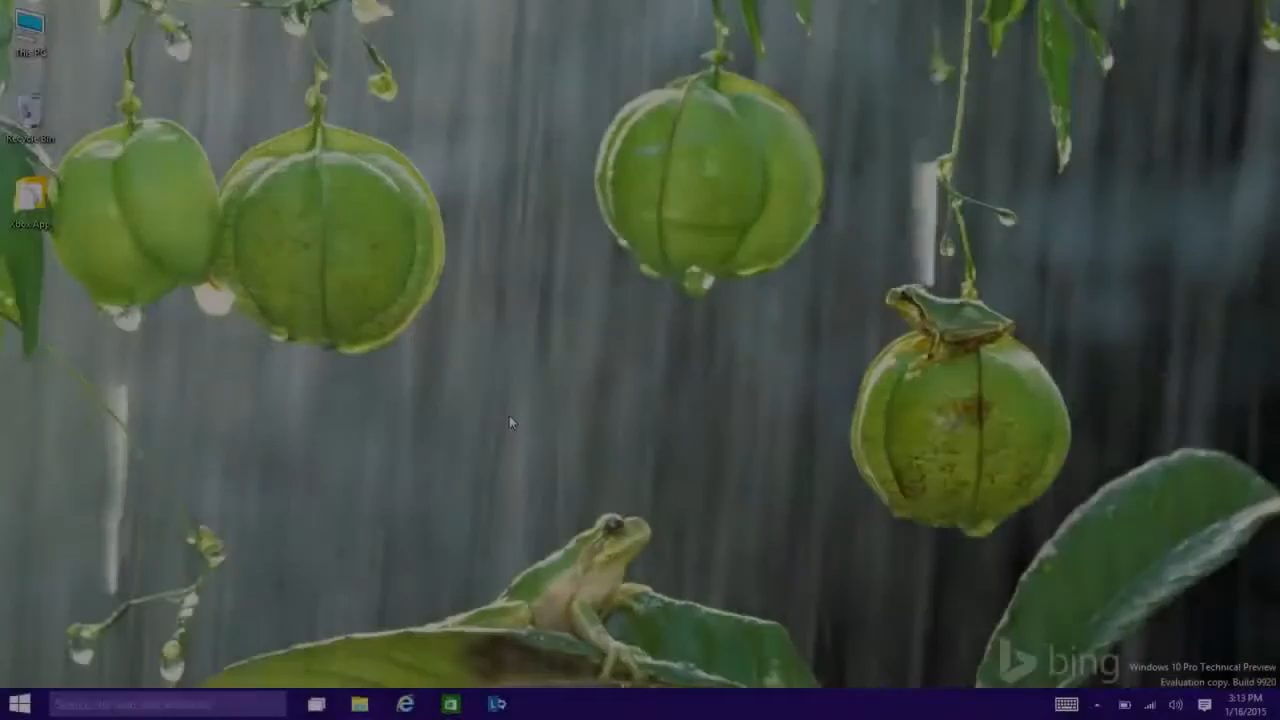 This PC
Recycle Bin
Xbox App
bing
Windows 10 Pro Technical Preview
Evaluation copy. Build 9920
3:13 PM
1/16/2015